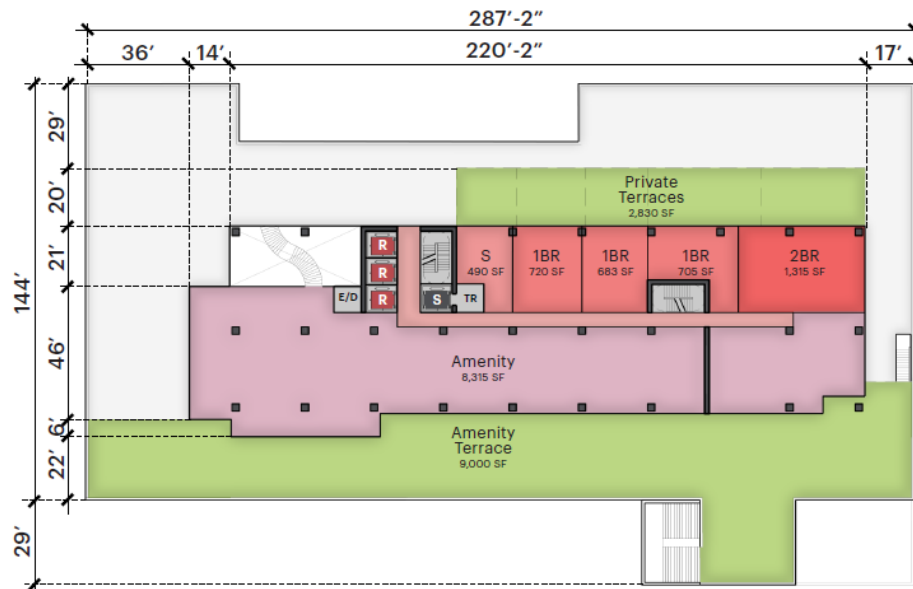 287'-2"
36'
14'
220'-2"
17'
29'
20'
21'
144'
46'
6'
22'
29'
Private
Terraces
2,830 SF
R
R
R
E/D
S
TR
S
490 SF
1BR
720 SF
1BR
683 SF
1BR
705 SF
2BR
1,315 SF
Amenity
8,315 SF
Amenity
Terrace
9,000 SF